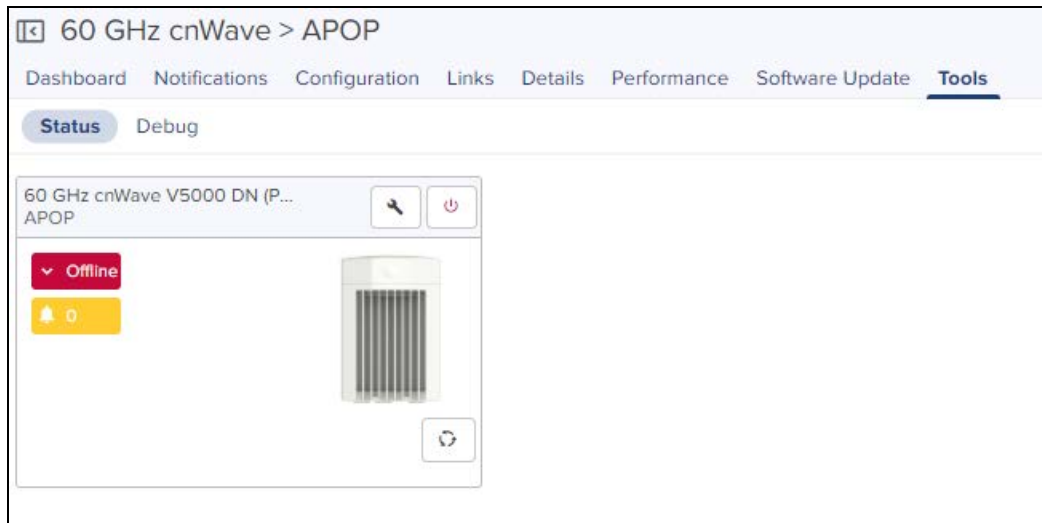 60 GHz cnWave > APOP
Dashboard Notifications Configuration Links Details Performance Software Update Tools
Status Debug
60 GHz cnWave V5000 DN (P...
APOP
Offline
0